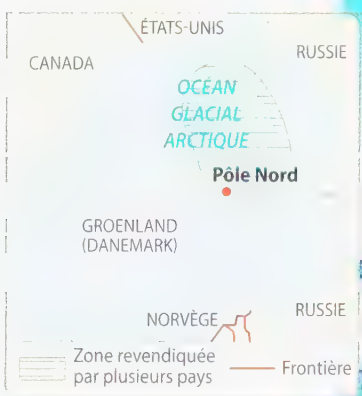 ÉTATS-UNIS
CANADA
RUSSIE
OCÉAN
GLACIAL
ARCTIQUE
Pôle Nord
GROENLAND
(DANEMARK)
NORVÈGE
RUSSIE
Zone revendiquée
par plusieurs pays
Frontière